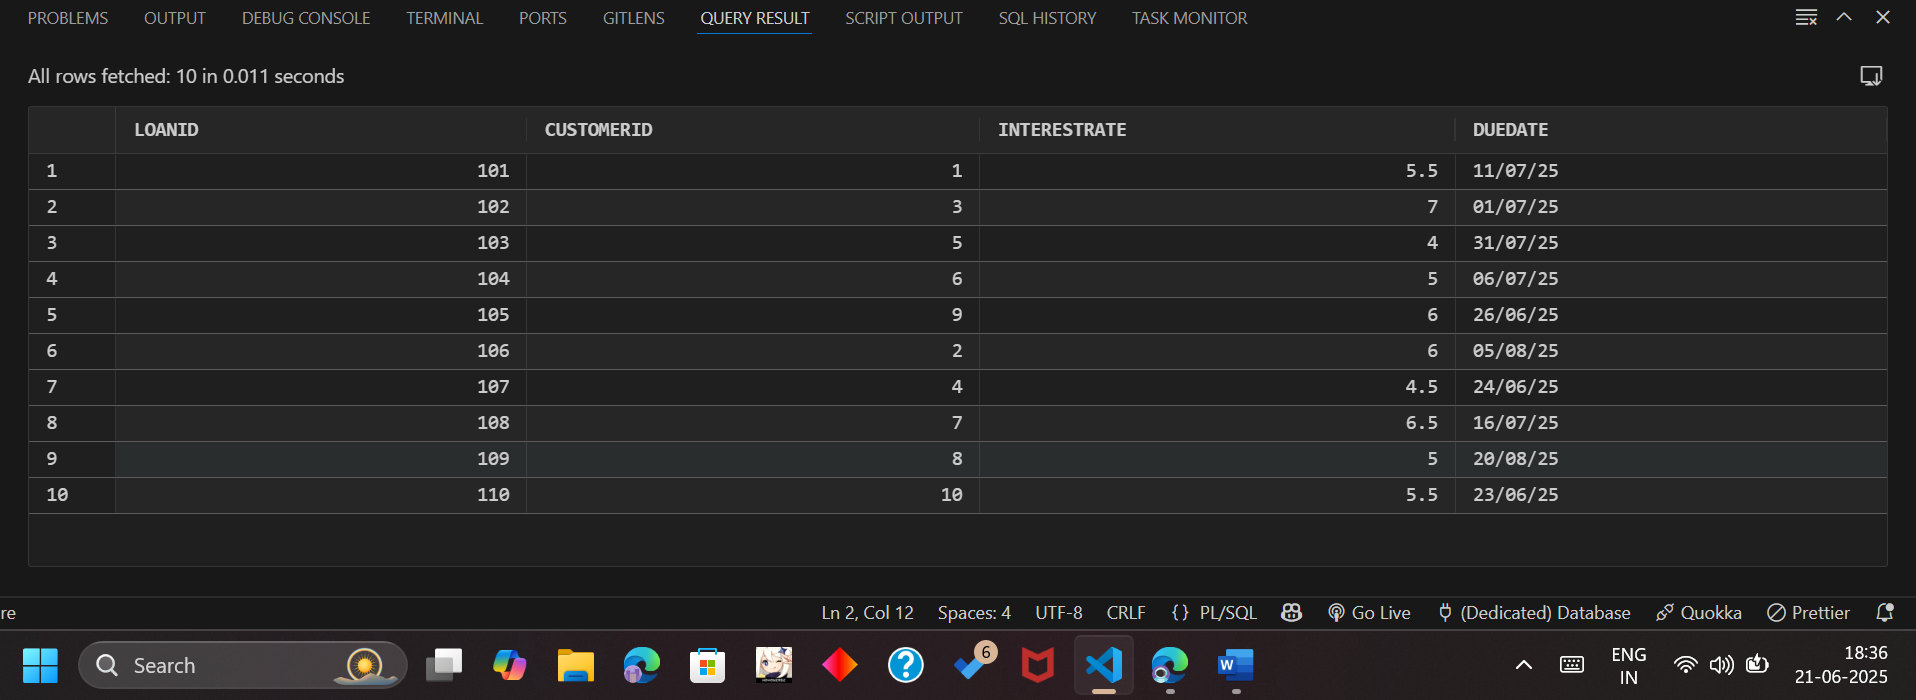 PROBLEMS OUTPUT DEBUG CONSOLE TERMINAL PORTS GITLENS QUERY RESULT SCRIPT OUTPUT SQL HISTORY TASK MONITOR
All rows fetched: 10 in 0.011 seconds
LOANID CUSTOMERID INTERESTRATE DUEDATE
1 101 1 5.5 11/07/25
2 102 3 7 01/07/25
3 103 5 4 31/07/25
4 104 6 5 06/07/25
5 105 9 6 26/06/25
6 106 2 6 05/08/25
7 107 4 4.5 24/06/25
8 108 7 6.5 16/07/25
9 109 8 5 20/08/25
10 110 10 5.5 23/06/25
re Ln 2, Col 12 Spaces: 4 UTF-8 CRLF {} PL/SQL Go Live (Dedicated) Database Quokka Prettier
Search 6 W ENG 18:36
IN 21-06-2025